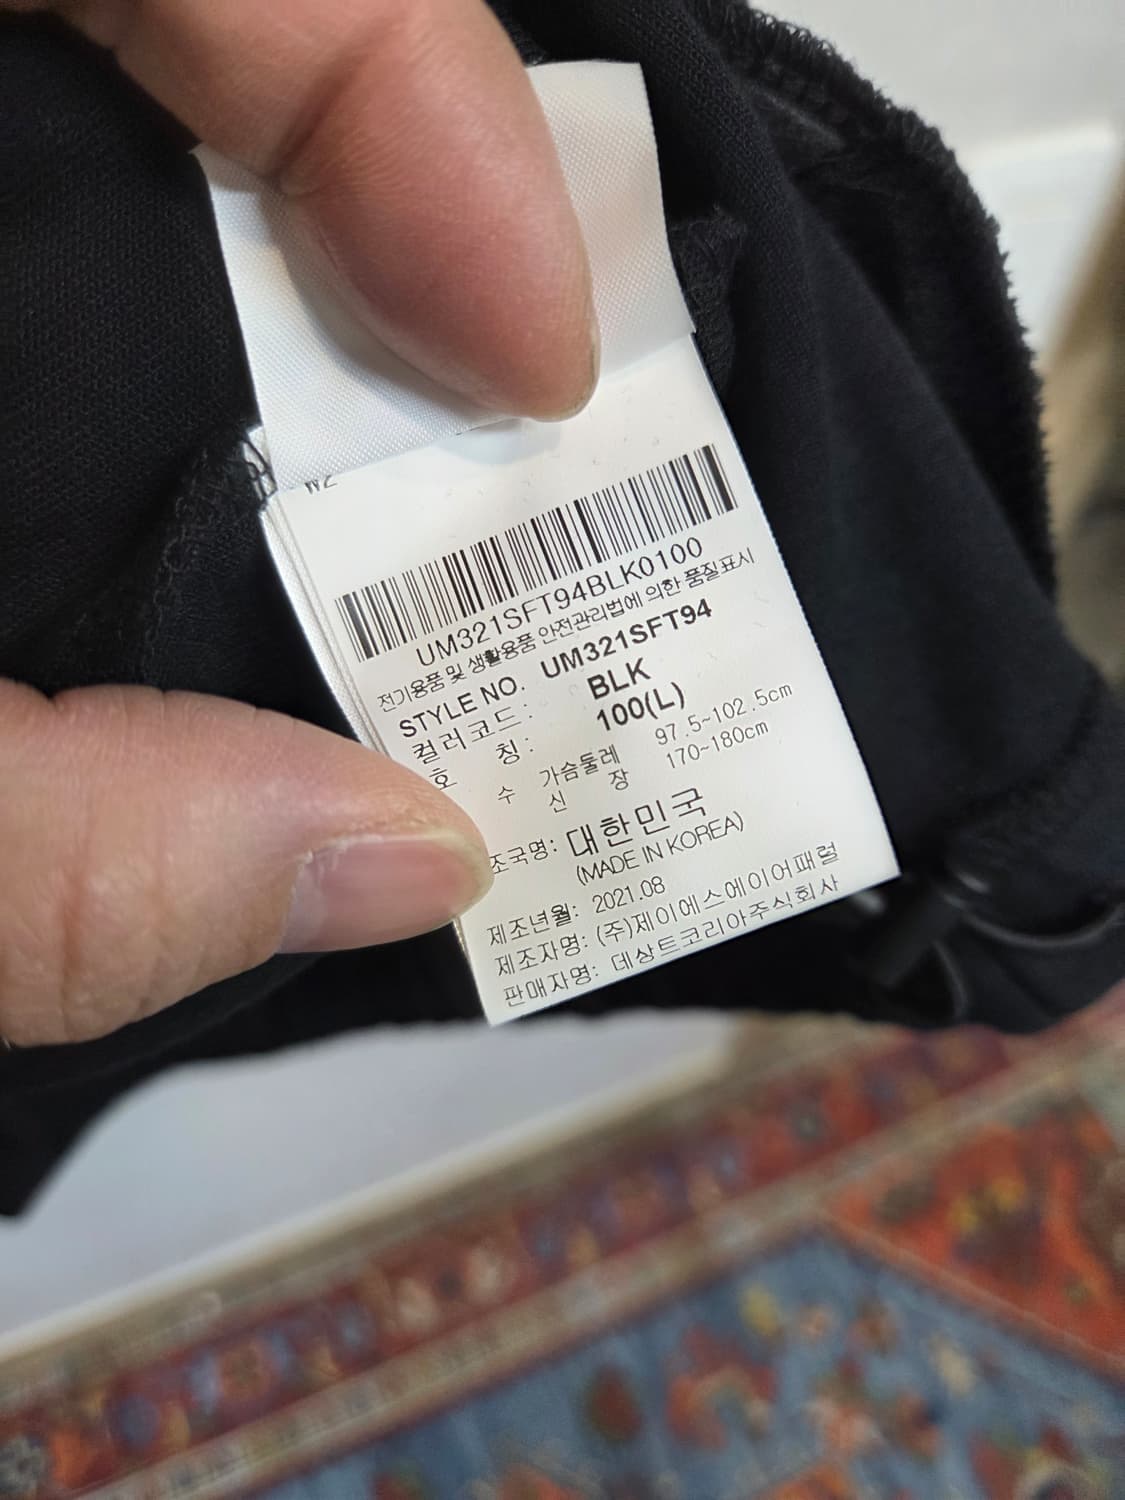 W2
UM321SFT94BLK0100
전기용품 및 생활용품 안전관리법에 의한 품질표시
STYLE NO. UM321SFT94
컬러코드: BLK
호 칭: 100(L)
수 가슴둘레 97.5~102.5cm
신 장 170~180cm
조국명: 대한민국
(MADE IN KOREA)
제조년월: 2021.08
제조자명: (주)제이에스에이어패럴
판매자명: 데상트코리아주식회사